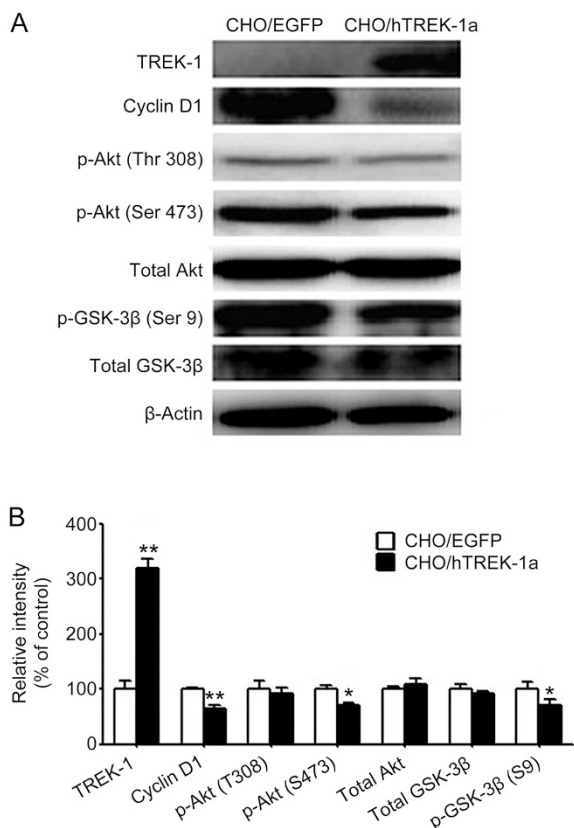 A
CHO/EGFP CHO/hTREK-1a
TREK-1
Cyclin D1
p-Akt (Thr 308)
p-Akt (Ser 473)
Total Akt
p-GSK-3β (Ser 9)
Total GSK-3β
β-Actin
B
400
300
200
100
0
Relative intensity
(% of control)
CHO/EGFP
CHO/hTREK-1a
**
**
*
*
TREK-1
Cyclin D1
p-Akt (T308)
p-Akt (S473)
Total Akt
Total GSK-3β
p-GSK-3β (S9)